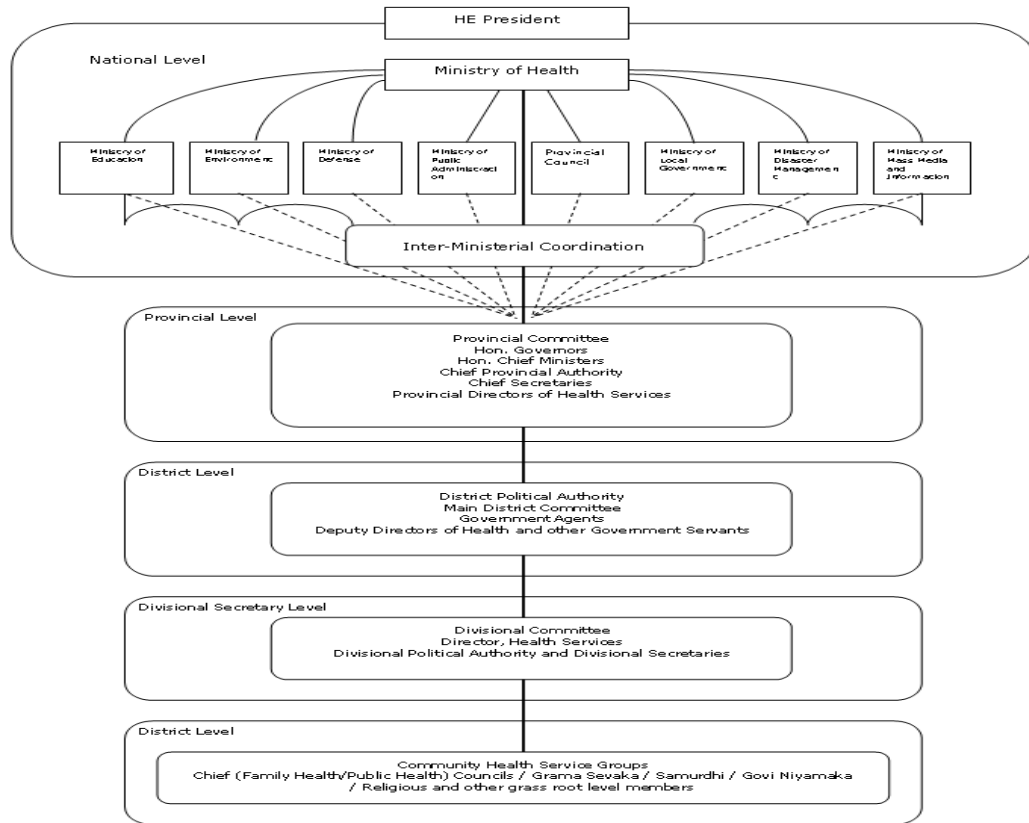 HE President
National Level
Ministry of Health
Ministry of
Education
Ministry of
Environment
Ministry of
Defense
Ministry of
Public
Administrati
on
Provincial
Council
Ministry of
Local
Government
Ministry of
Disaster
Managemen
t
Ministry of
Mass Media
and
Information
Inter-Ministerial Coordination
Provincial Level
Provincial Committee
Hon. Governors
Hon. Chief Ministers
Chief Provincial Authority
Chief Secretaries
Provincial Directors of Health Services
District Level
District Political Authority
Main District Committee
Government Agents
Deputy Directors of Health and other Government Servants
Divisional Secretary Level
Divisional Committee
Director, Health Services
Divisional Political Authority and Divisional Secretaries
District Level
Community Health Service Groups
Chief (Family Health/Public Health) Councils / Grama Sevaka / Samurdhi / Govi Niyamaka
/ Religious and other grass root level members